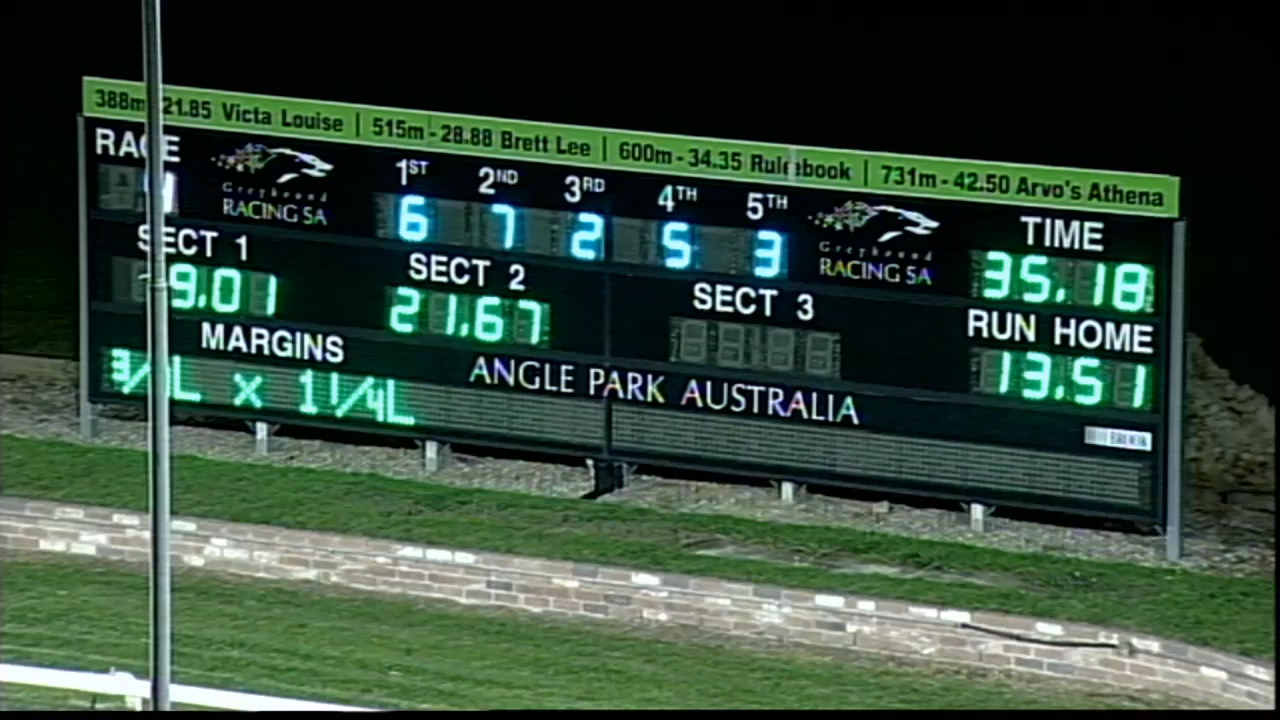 388m 21.85 Victa Louise | 515m - 28.88 Brett Lee | 600m - 34.35 Rulebook | 731m - 42.50 Arvo's Athena
RACE
Greyhound
RACING SA
1ST 2ND 3RD 4TH 5TH
6 7 2 5 3
Greyhound
RACING SA
TIME
35.18
SECT 1
9.01
SECT 2
21.67
SECT 3
RUN HOME
13.51
MARGINS
3/4L X 1 1/4L
ANGLE PARK AUSTRALIA